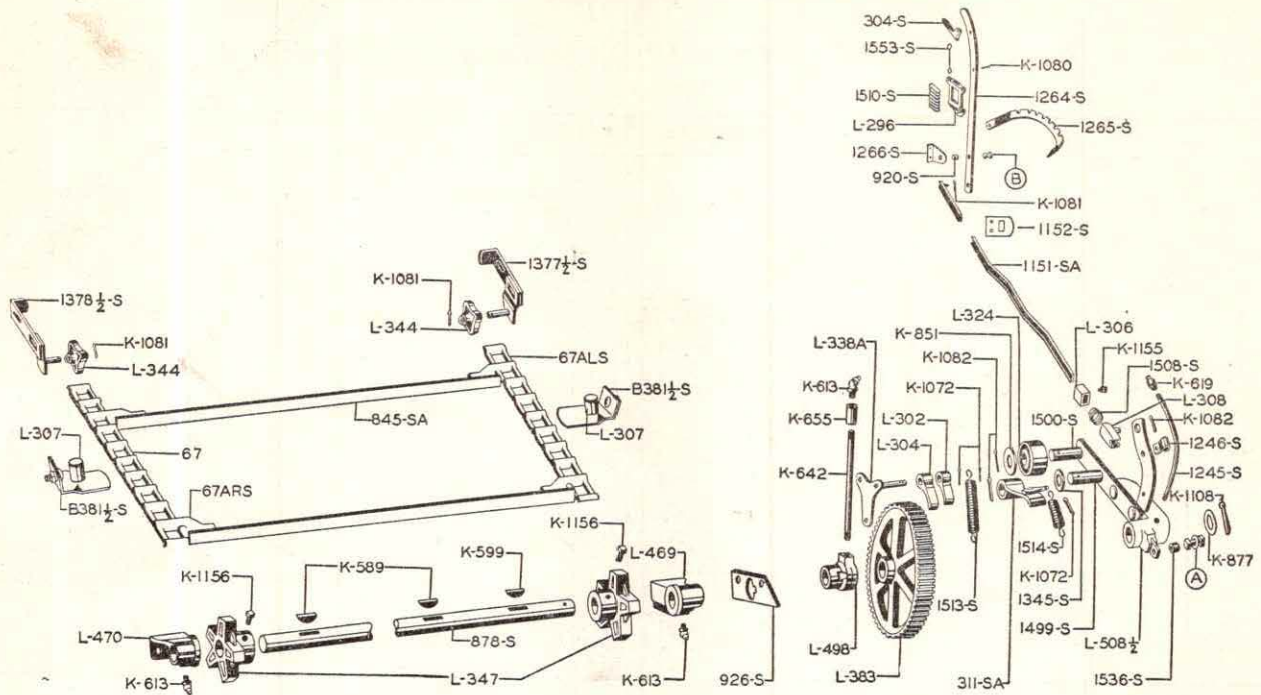 304-S
1553-S
K-1080
1510-S
1264-S
L-296
1265-S
1266-S
920-S
B
K-1081
1152-S
1377½-S
1151-SA
K-1081
1378½-S
L-324
L-306
L-344
K-851
K-1155
K-1081
L-338A
K-1082
1508-S
L-344
67ALS
K-619
K-613
K-1072
L-308
B381½-S
845-SA
K-655
L-302
1500-S
K-1082
L-307
L-307
L-304
1246-S
67
K-642
1245-S
67ARS
K-1108
B381½-S
K-1156
L-469
K-599
1514-S
K-877
K-1156
K-589
K-1072
A
1513-S
1345-S
L-470
878-S
L-498
1499-S
L-508½
K-613
L-347
K-613
926-S
L-383
311-SA
1536-S